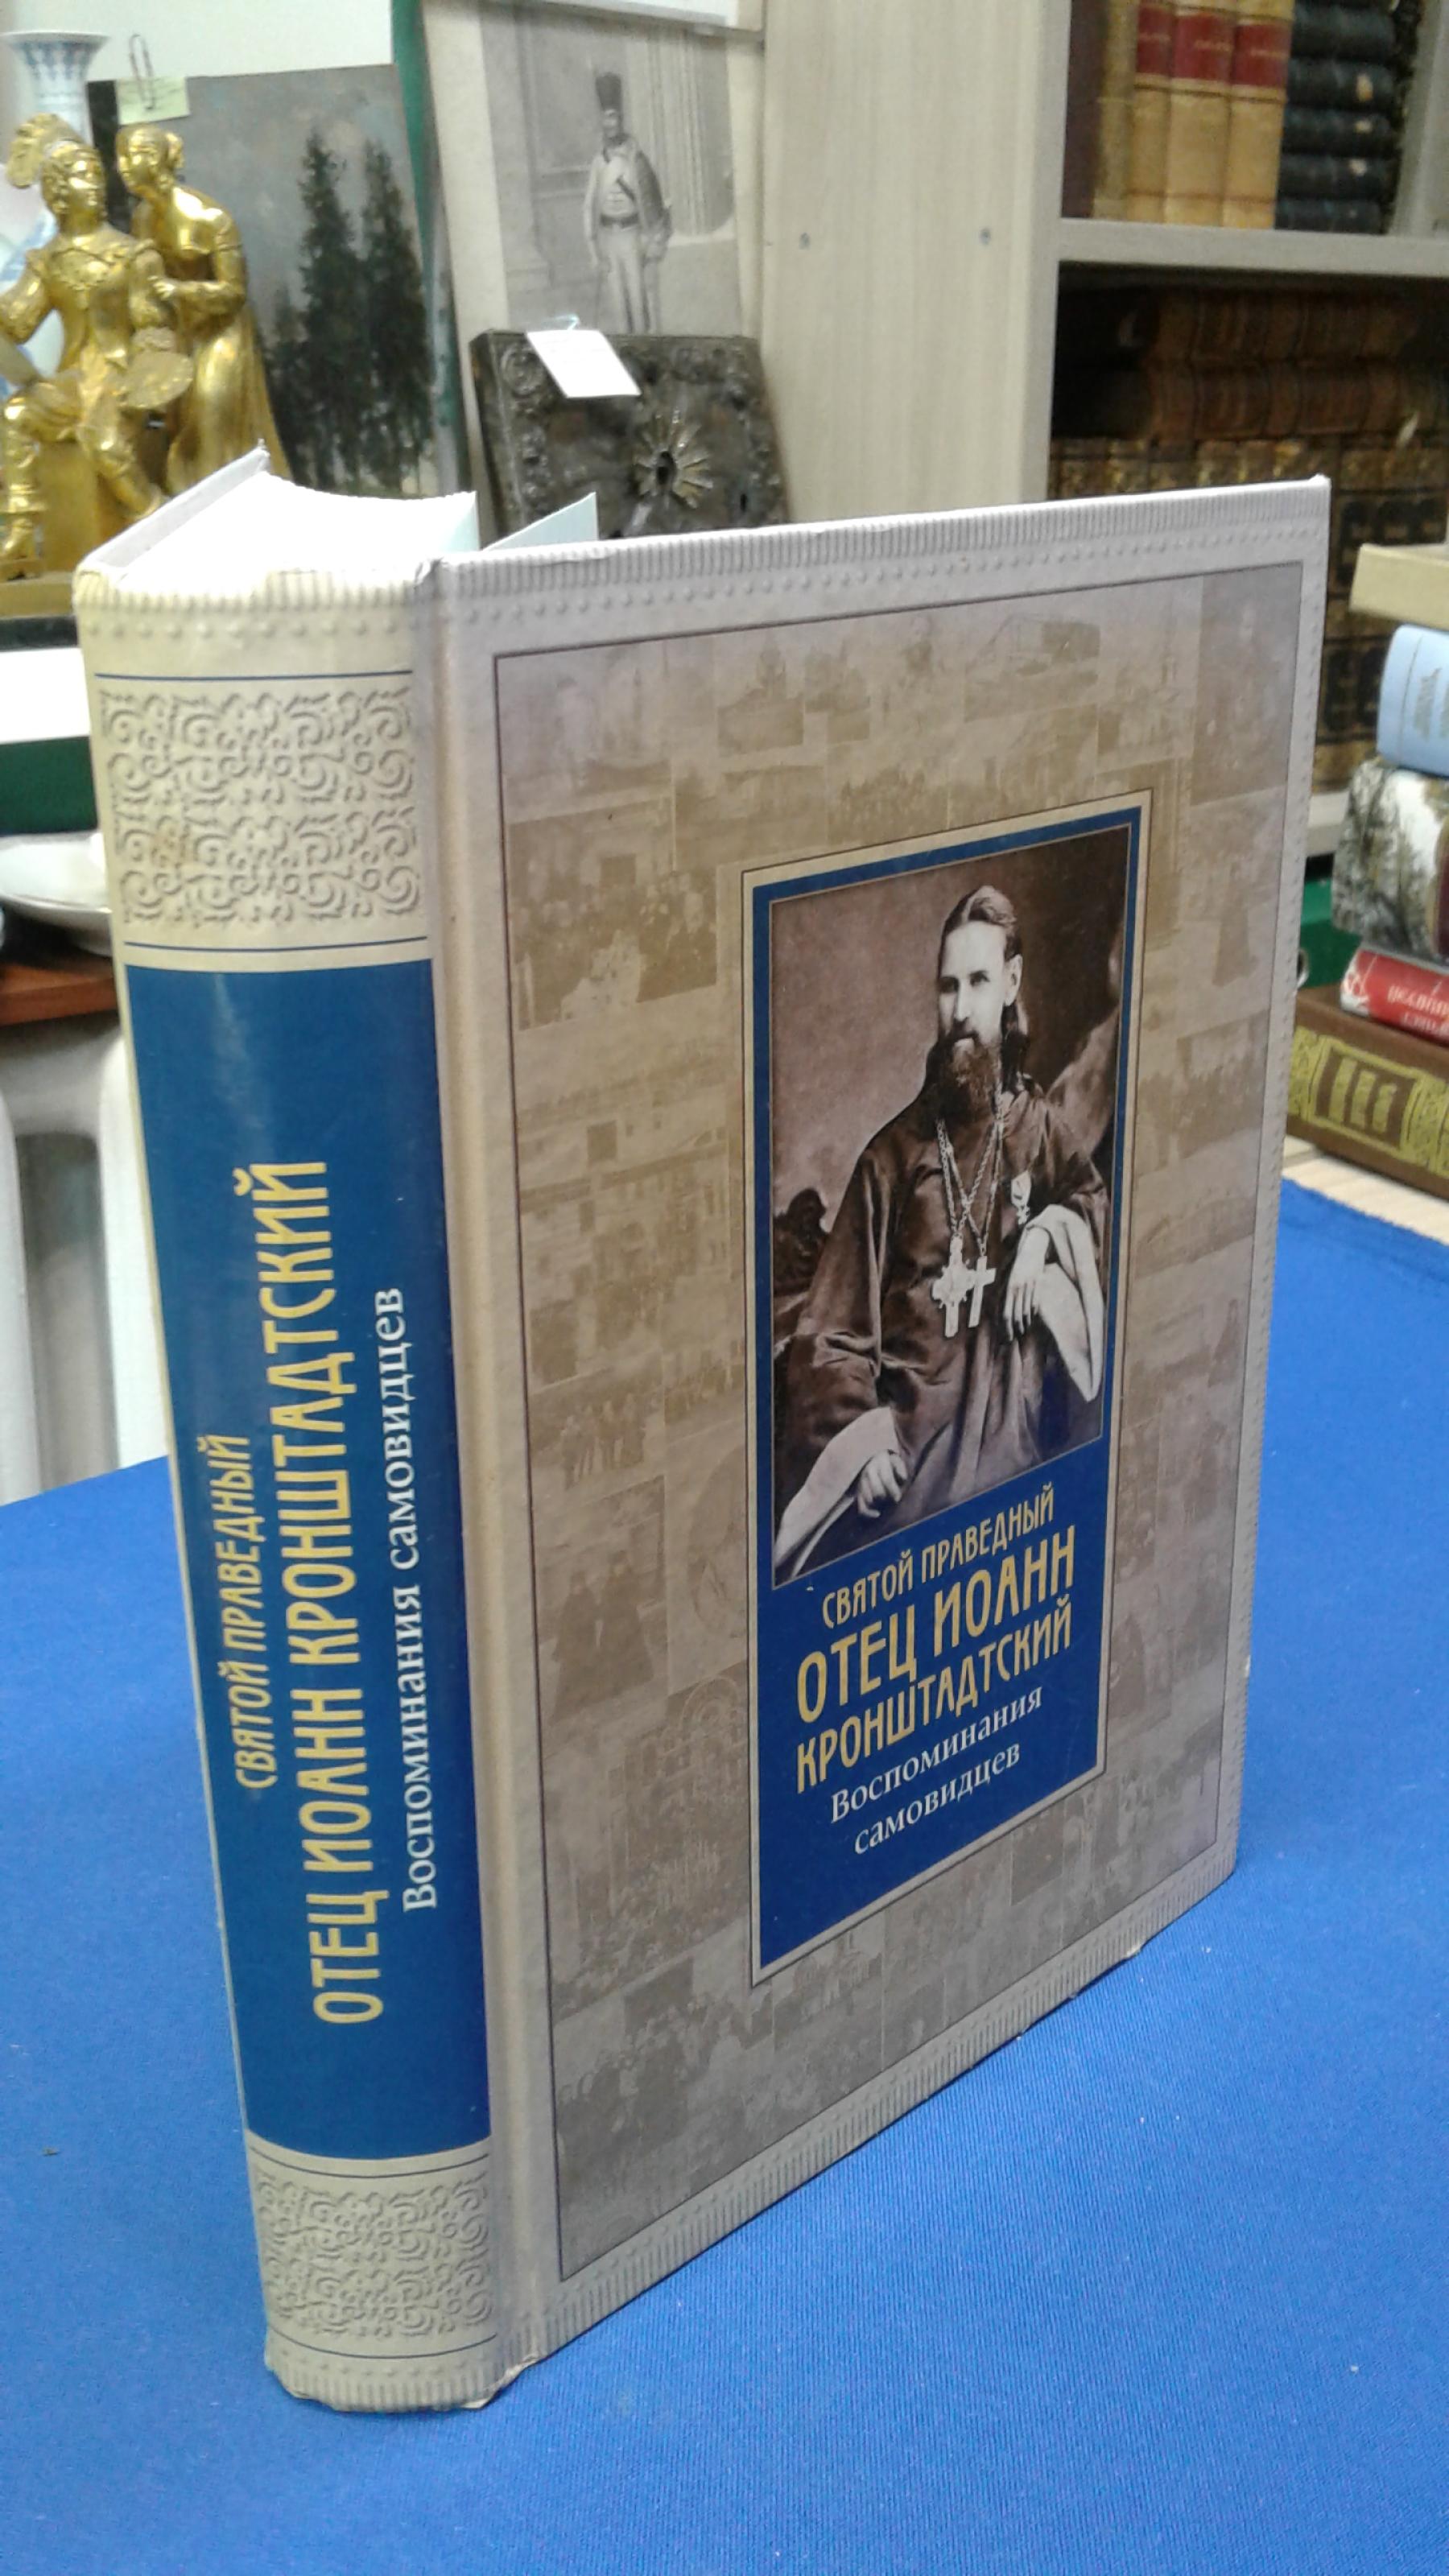 СВЯТОЙ ПРАВЕДНЫЙ
ОТЕЦ ИОАНН КРОНШТАДТСКИЙ
Воспоминания самовидцев
СВЯТОЙ ПРАВЕДНЫЙ
ОТЕЦ ИОАНН
КРОНШТАДТСКИЙ
Воспоминания
самовидцев